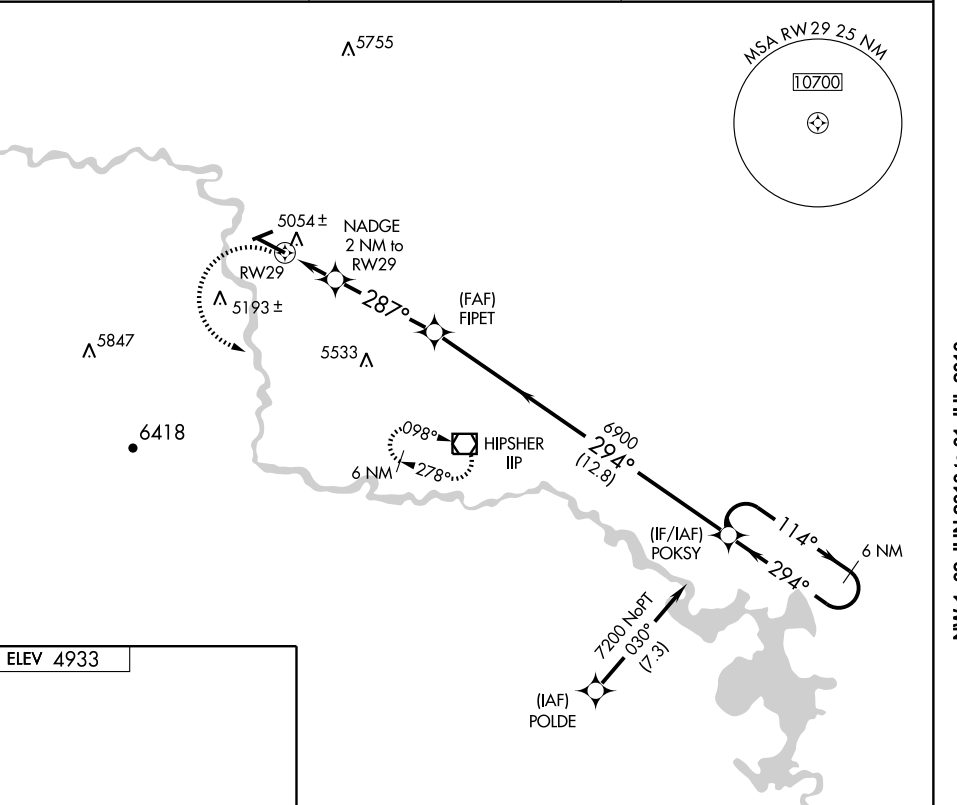 5755
MSA RW29 25 NM
10700
5054 ±
NADGE
2 NM to
RW29
RW29
287°
(FAF)
FIPET
5193 ±
5847
5533
6418
098°
HIPSHER
IIP
6 NM
278°
6900
294°
(12.8)
(IF/IAF)
POKSY
114°
6 NM
294°
7200 NoPT
030°
(7.3)
(IAF)
POLDE
ELEV 4933